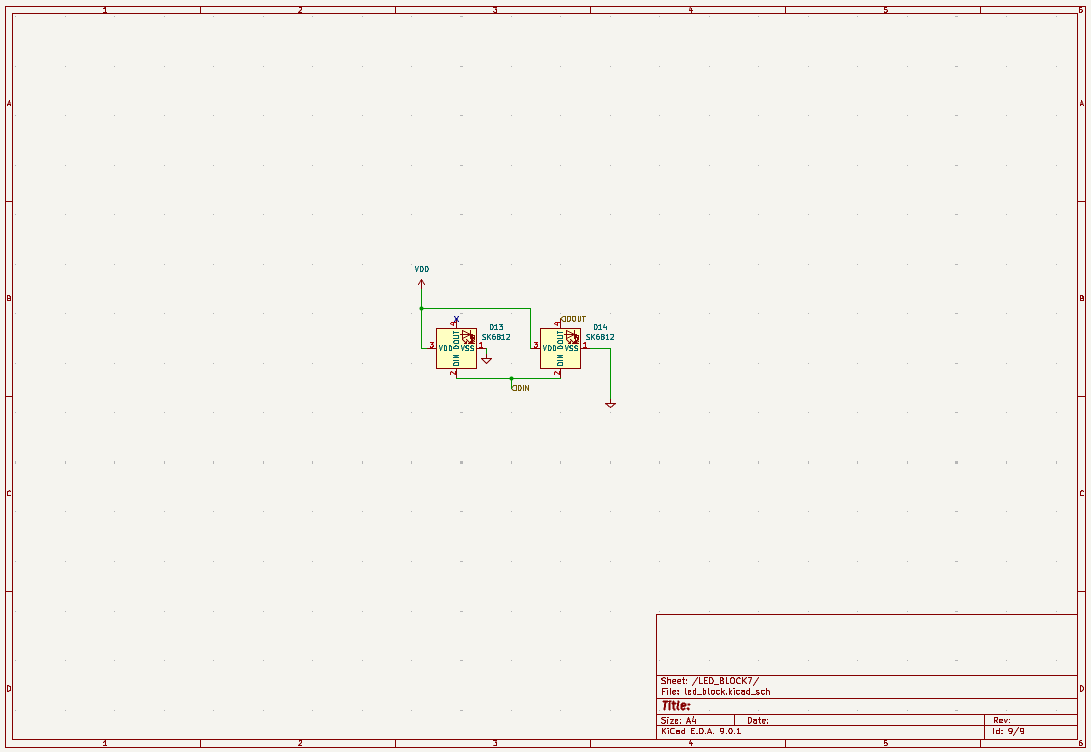 1 2 3 4 5 6
A A
VDD
B B
DOUT
D13
SK6812
D14
SK6812
4 DOUT VDD VSS DIN 3 1 2
4 DOUT VDD VSS DIN 3 1 2
DIN
C C
D D
Sheet: /LED_BLOCK7/
File: led_block.kicad_sch
Title:
Size: A4 Date: Rev:
KiCad E.D.A. 9.0.1 Id: 9/9
1 2 3 4 5 6